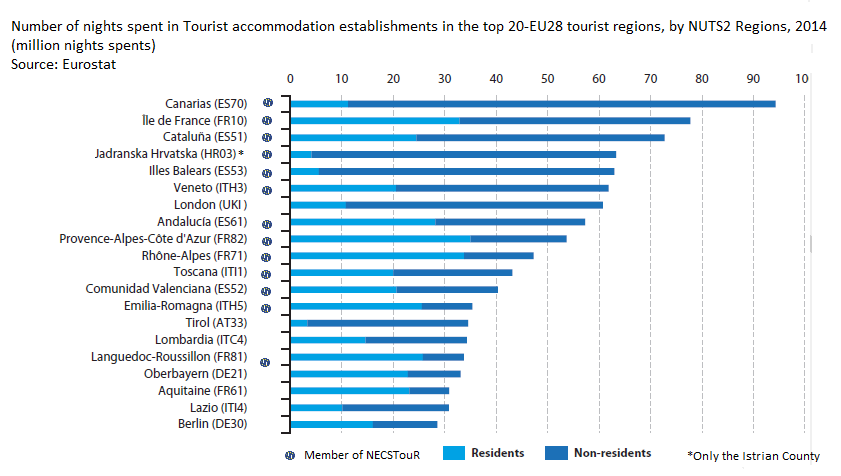 Number of nights spent in Tourist accommodation establishments in the top 20-EU28 tourist regions, by NUTS2 Regions, 2014
(million nights spents)
Source: Eurostat
0 10 20 30 40 50 60 70 80 90 10
Canarias (ES70)
Île de France (FR10)
Cataluña (ES51)
Jadranska Hrvatska (HR03) *
Illes Balears (ES53)
Veneto (ITH3)
London (UKI )
Andalucía (ES61)
Provence-Alpes-Côte d'Azur (FR82)
Rhône-Alpes (FR71)
Toscana (ITI1)
Comunidad Valenciana (ES52)
Emilia-Romagna (ITH5)
Tirol (AT33)
Lombardia (ITC4)
Languedoc-Roussillon (FR81)
Oberbayern (DE21)
Aquitaine (FR61)
Lazio (ITI4)
Berlin (DE30)
Member of NECSTouR Residents Non-residents *Only the Istrian County